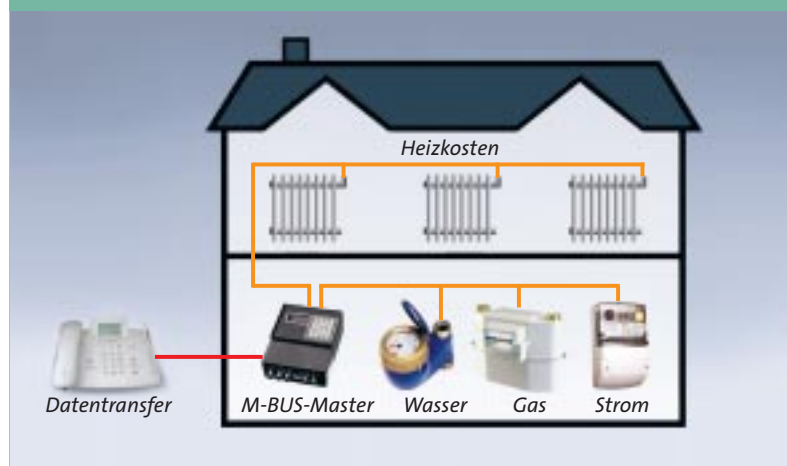 Heizkosten
Datentransfer
M-BUS-Master
Wasser
Gas
Strom